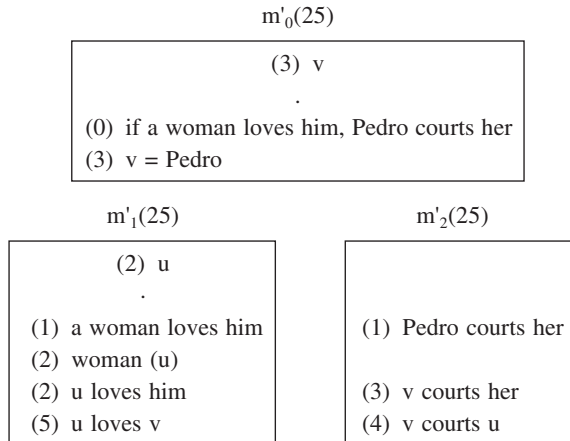 m'₀(25)
(3) v
.
(0) if a woman loves him, Pedro courts her
(3) v = Pedro
m'₁(25)
(2) u
.
(1) a woman loves him
(2) woman (u)
(2) u loves him
(5) u loves v
m'₂(25)
(1) Pedro courts her
(3) v courts her
(4) v courts u